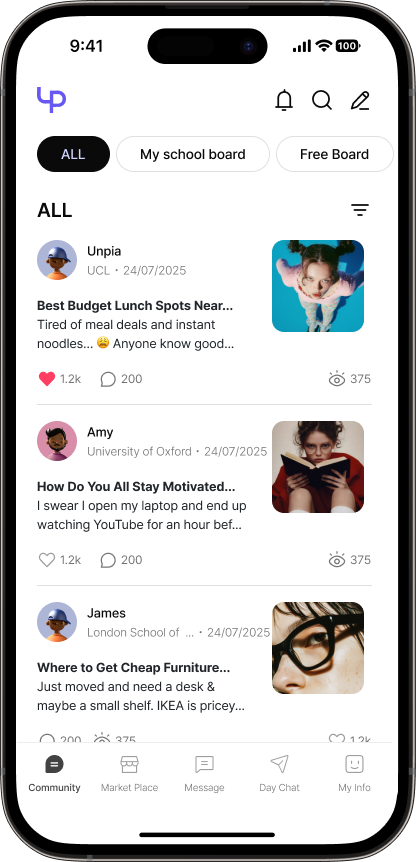 9:41
100
ALL
My school board
Free Board
ALL
Unpia
UCL • 24/07/2025
Best Budget Lunch Spots Near...
Tired of meal deals and instant
noodles... 😩 Anyone know good...
1.2k 200 375
Amy
University of Oxford • 24/07/2025
How Do You All Stay Motivated...
I swear I open my laptop and end up
watching YouTube for an hour bef...
1.2k 200 375
James
London School of ... • 24/07/2025
Where to Get Cheap Furniture...
Just moved and need a desk &
maybe a small shelf. IKEA is pricey...
200 375 1.2k
Community Market Place Message Day Chat My Info